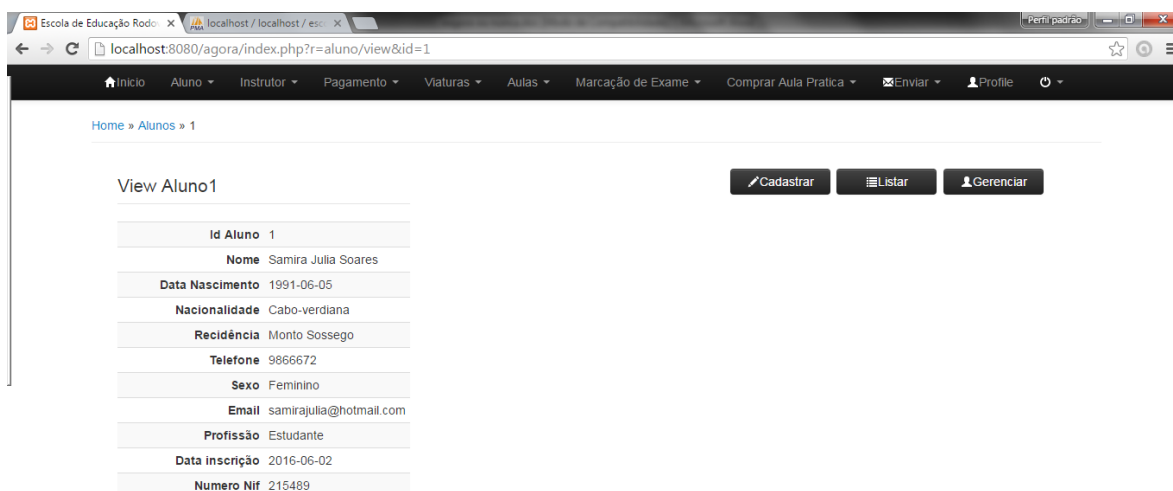 Escola de Educação Rodov
localhost / localhost / esco
Perfil padrão
localhost:8080/agora/index.php?r=aluno/view&id=1
Inicio Aluno Instrutor Pagamento Viaturas Aulas Marcação de Exame Comprar Aula Pratica Enviar Profile
Home » Alunos » 1
View Aluno1
Cadastrar Listar Gerenciar
Id Aluno 1
Nome Samira Julia Soares
Data Nascimento 1991-06-05
Nacionalidade Cabo-verdiana
Recidência Monto Sossego
Telefone 9866672
Sexo Feminino
Email samirajulia@hotmail.com
Profissão Estudante
Data inscrição 2016-06-02
Numero Nif 215489